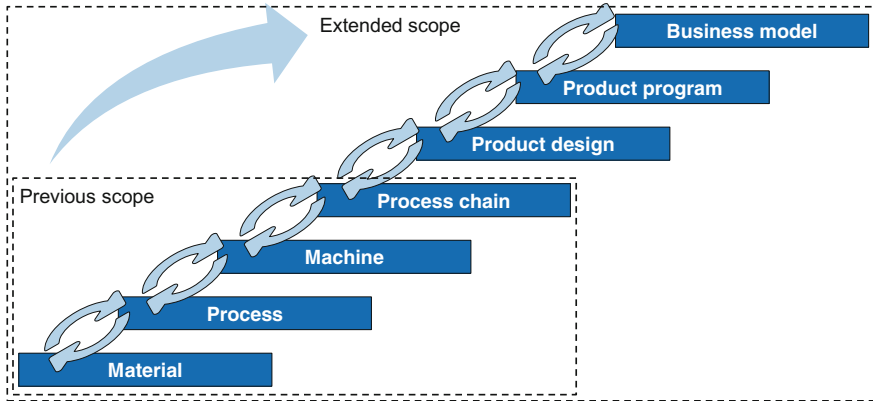 Extended scope
Business model
Product program
Product design
Previous scope
Process chain
Machine
Process
Material